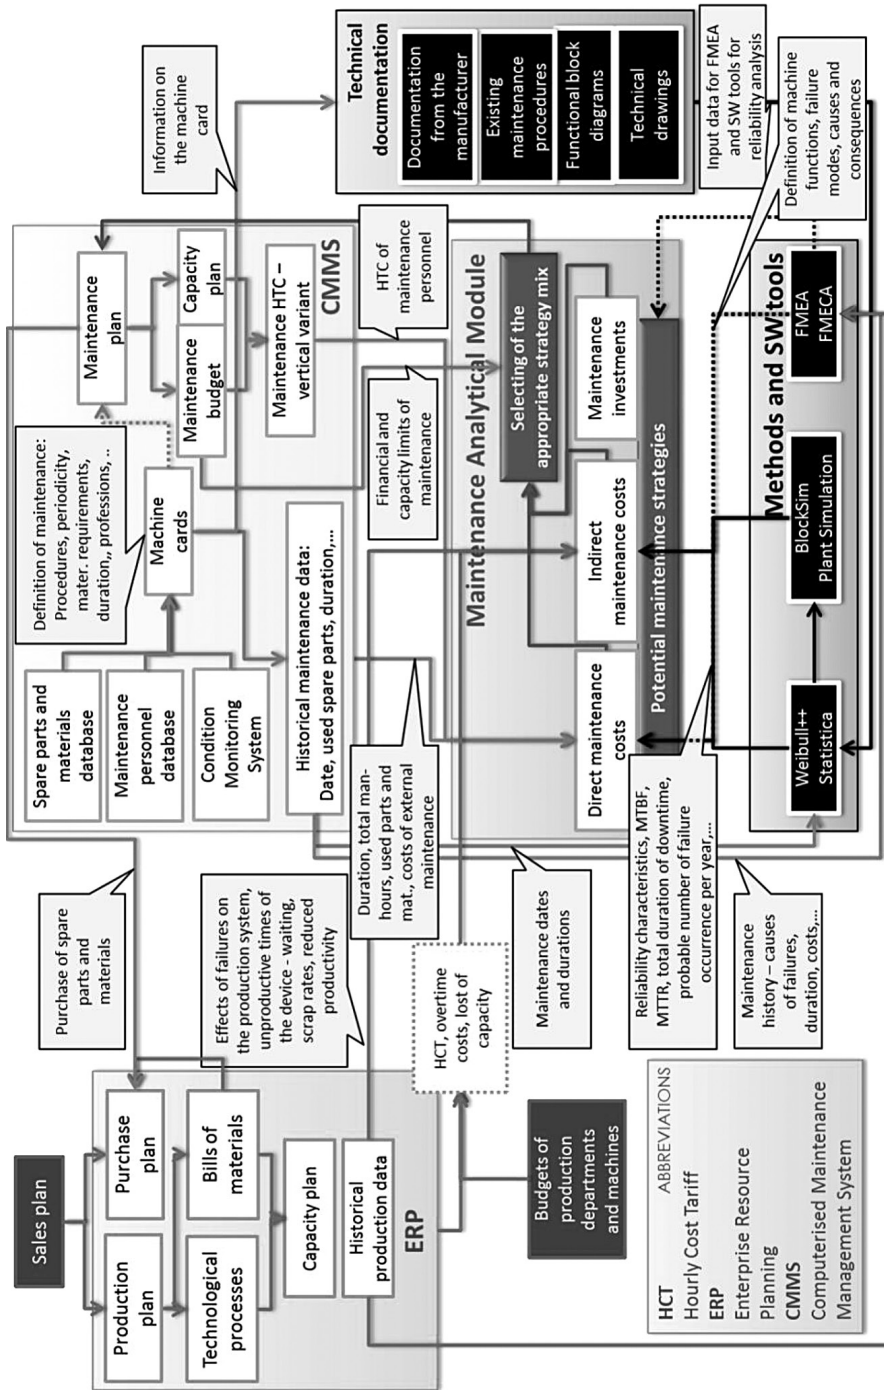 Sales plan
Production
plan
Purchase
plan
Technological
processes
Bills of
materials
Capacity plan
Historical
production data
ERP
Purchase of spare
parts and
materials
Effects of failures on
the production system,
unproductive times of
the device - waiting,
scrap rates, reduced
productivity
HCT, overtime
costs, lost of
capacity
Budgets of
production
departments
and machines
ABBREVIATIONS
HCT
Hourly Cost Tariff
ERP
Enterprise Resource
Planning
CMMS
Computerised Maintenance
Management System
Spare parts and
materials
database
Maintenance
personnel
database
Condition
Monitoring
System
Definition of maintenance:
Procedures, periodicity,
mater. requirements,
duration,, professions, ..
Machine
cards
Maintenance
plan
Maintenance
budget
Capacity
plan
Maintenance HTC –
vertical variant
CMMS
Historical maintenance data:
Date, used spare parts, duration,...
Information on
the machine
card
Duration, total man-
hours, used parts and
mat., costs of external
maintenance
Financial and
capacity limits of
maintenance
HTC of
maintenance
personnel
Maintenance dates
and durations
Maintenance Analytical Module
Selecting of the
appropriate strategy mix
Direct maintenance
costs
Indirect
maintenance costs
Maintenance
investments
Potential maintenance strategies
Technical
documentation
Documentation
from the
manufacturer
Existing
maintenance
procedures
Functional block
diagrams
Technical
drawings
Input data for FMEA
and SW tools for
reliability analysis
Definition of machine
functions, failure
modes, causes and
consequences
Reliability characteristics, MTBF,
MTTR, total duration of downtime,
probable number of failure
occurrence per year,...
Maintenance
history – causes
of failures,
duration, costs,...
Methods and SW tools
Weibull++
Statistica
BlockSim
Plant Simulation
FMEA
FMECA